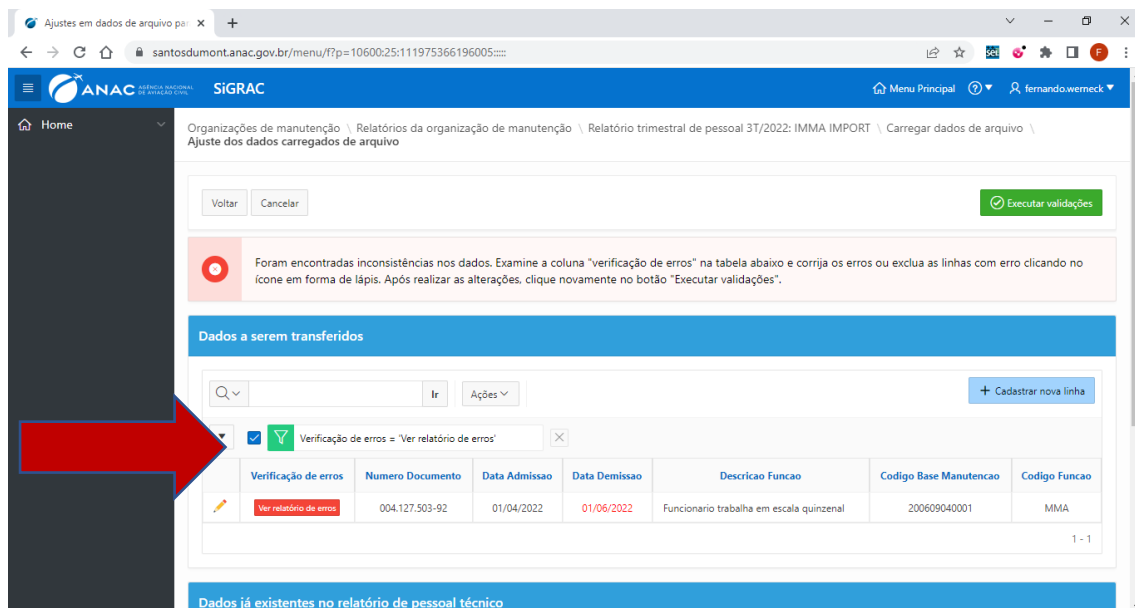 Ajustes em dados de arquivo par
santosdumont.anac.gov.br/menu/f?p=10600:25:111975366196005:::::
sei
F
ANAC AGÊNCIA NACIONAL DE AVIAÇÃO CIVIL
SiGRAC
Menu Principal
fernando.werneck
Home
Organizações de manutenção \ Relatórios da organização de manutenção \ Relatório trimestral de pessoal 3T/2022: IMMA IMPORT \ Carregar dados de arquivo \
Ajuste dos dados carregados de arquivo
Voltar
Cancelar
Executar validações
Foram encontradas inconsistências nos dados. Examine a coluna "verificação de erros" na tabela abaixo e corrija os erros ou exclua as linhas com erro clicando no
ícone em forma de lápis. Após realizar as alterações, clique novamente no botão "Executar validações".
Dados a serem transferidos
Ir
Ações
+ Cadastrar nova linha
Verificação de erros = 'Ver relatório de erros'
Verificação de erros Numero Documento Data Admissao Data Demissao Descricao Funcao Codigo Base Manutencao Codigo Funcao
Ver relatório de erros 004.127.503-92 01/04/2022 01/06/2022 Funcionario trabalha em escala quinzenal 200609040001 MMA
1 - 1
Dados já existentes no relatório de pessoal técnico